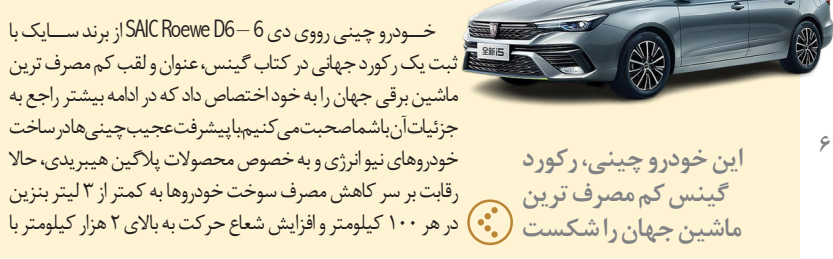 全新i5
این خودرو چینی، رکورد
گینس کم مصرف ترین
ماشین جهان را شکست
خودرو چینی رووی دی 6 – SAIC Roewe D6 از برند سایک با
ثبت یک رکورد جهانی در کتاب گینس، عنوان و لقب کم مصرف ترین
ماشین برقی جهان را به خود اختصاص داد که در ادامه بیشتر راجع به
جزئیات آن با شما صحبت می کنیم. با پیشرفت عجیب چینی ها در ساخت
خودروهای نیو انرژی و به خصوص محصولات پلاگین هیبریدی، حالا
رقابت بر سر کاهش مصرف سوخت خودروها به کمتر از ۳ لیتر بنزین
در هر ۱۰۰ کیلومتر و افزایش شعاع حرکت به بالای ۲ هزار کیلومتر با
۶